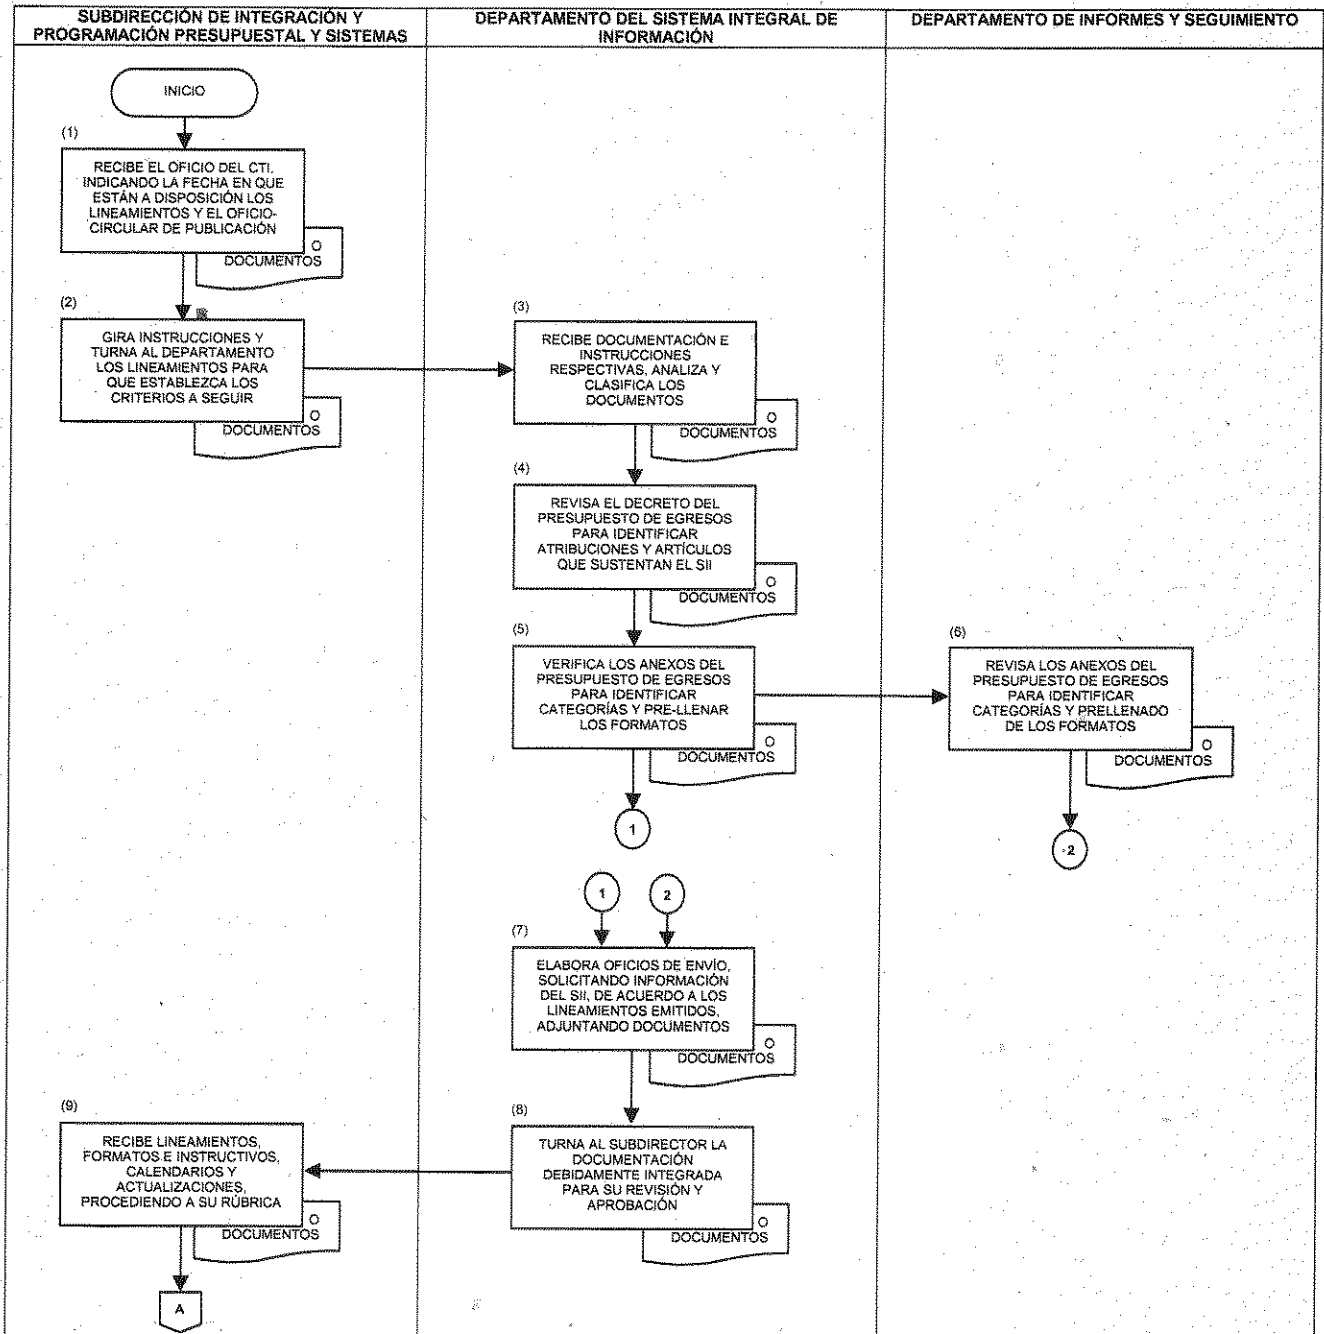 SUBDIRECCIÓN DE INTEGRACIÓN Y
PROGRAMACIÓN PRESUPUESTAL Y SISTEMAS
DEPARTAMENTO DEL SISTEMA INTEGRAL DE
INFORMACIÓN
DEPARTAMENTO DE INFORMES Y SEGUIMIENTO
INICIO
(1)
RECIBE EL OFICIO DEL CTI,
INDICANDO LA FECHA EN QUE
ESTÁN A DISPOSICIÓN LOS
LINEAMIENTOS Y EL OFICIO-
CIRCULAR DE PUBLICACIÓN
O
DOCUMENTOS
(2)
GIRA INSTRUCCIONES Y
TURNA AL DEPARTAMENTO
LOS LINEAMIENTOS PARA
QUE ESTABLEZCA LOS
CRITERIOS A SEGUIR
O
DOCUMENTOS
(3)
RECIBE DOCUMENTACIÓN E
INSTRUCCIONES
RESPECTIVAS, ANALIZA Y
CLASIFICA LOS
DOCUMENTOS
O
DOCUMENTOS
(4)
REVISA EL DECRETO DEL
PRESUPUESTO DE EGRESOS
PARA IDENTIFICAR
ATRIBUCIONES Y ARTÍCULOS
QUE SUSTENTAN EL SII
O
DOCUMENTOS
(5)
VERIFICA LOS ANEXOS DEL
PRESUPUESTO DE EGRESOS
PARA IDENTIFICAR
CATEGORÍAS Y PRE-LLENAR
LOS FORMATOS
O
DOCUMENTOS
1
(6)
REVISA LOS ANEXOS DEL
PRESUPUESTO DE EGRESOS
PARA IDENTIFICAR
CATEGORÍAS Y PRELLENADO
DE LOS FORMATOS
O
DOCUMENTOS
2
1
2
(7)
ELABORA OFICIOS DE ENVÍO,
SOLICITANDO INFORMACIÓN
DEL SII, DE ACUERDO A LOS
LINEAMIENTOS EMITIDOS,
ADJUNTANDO DOCUMENTOS
O
DOCUMENTOS
(8)
TURNA AL SUBDIRECTOR LA
DOCUMENTACIÓN
DEBIDAMENTE INTEGRADA
PARA SU REVISIÓN Y
APROBACIÓN
O
DOCUMENTOS
(9)
RECIBE LINEAMIENTOS,
FORMATOS E INSTRUCTIVOS,
CALENDARIOS Y
ACTUALIZACIONES,
PROCEDIENDO A SU RÚBRICA
O
DOCUMENTOS
A